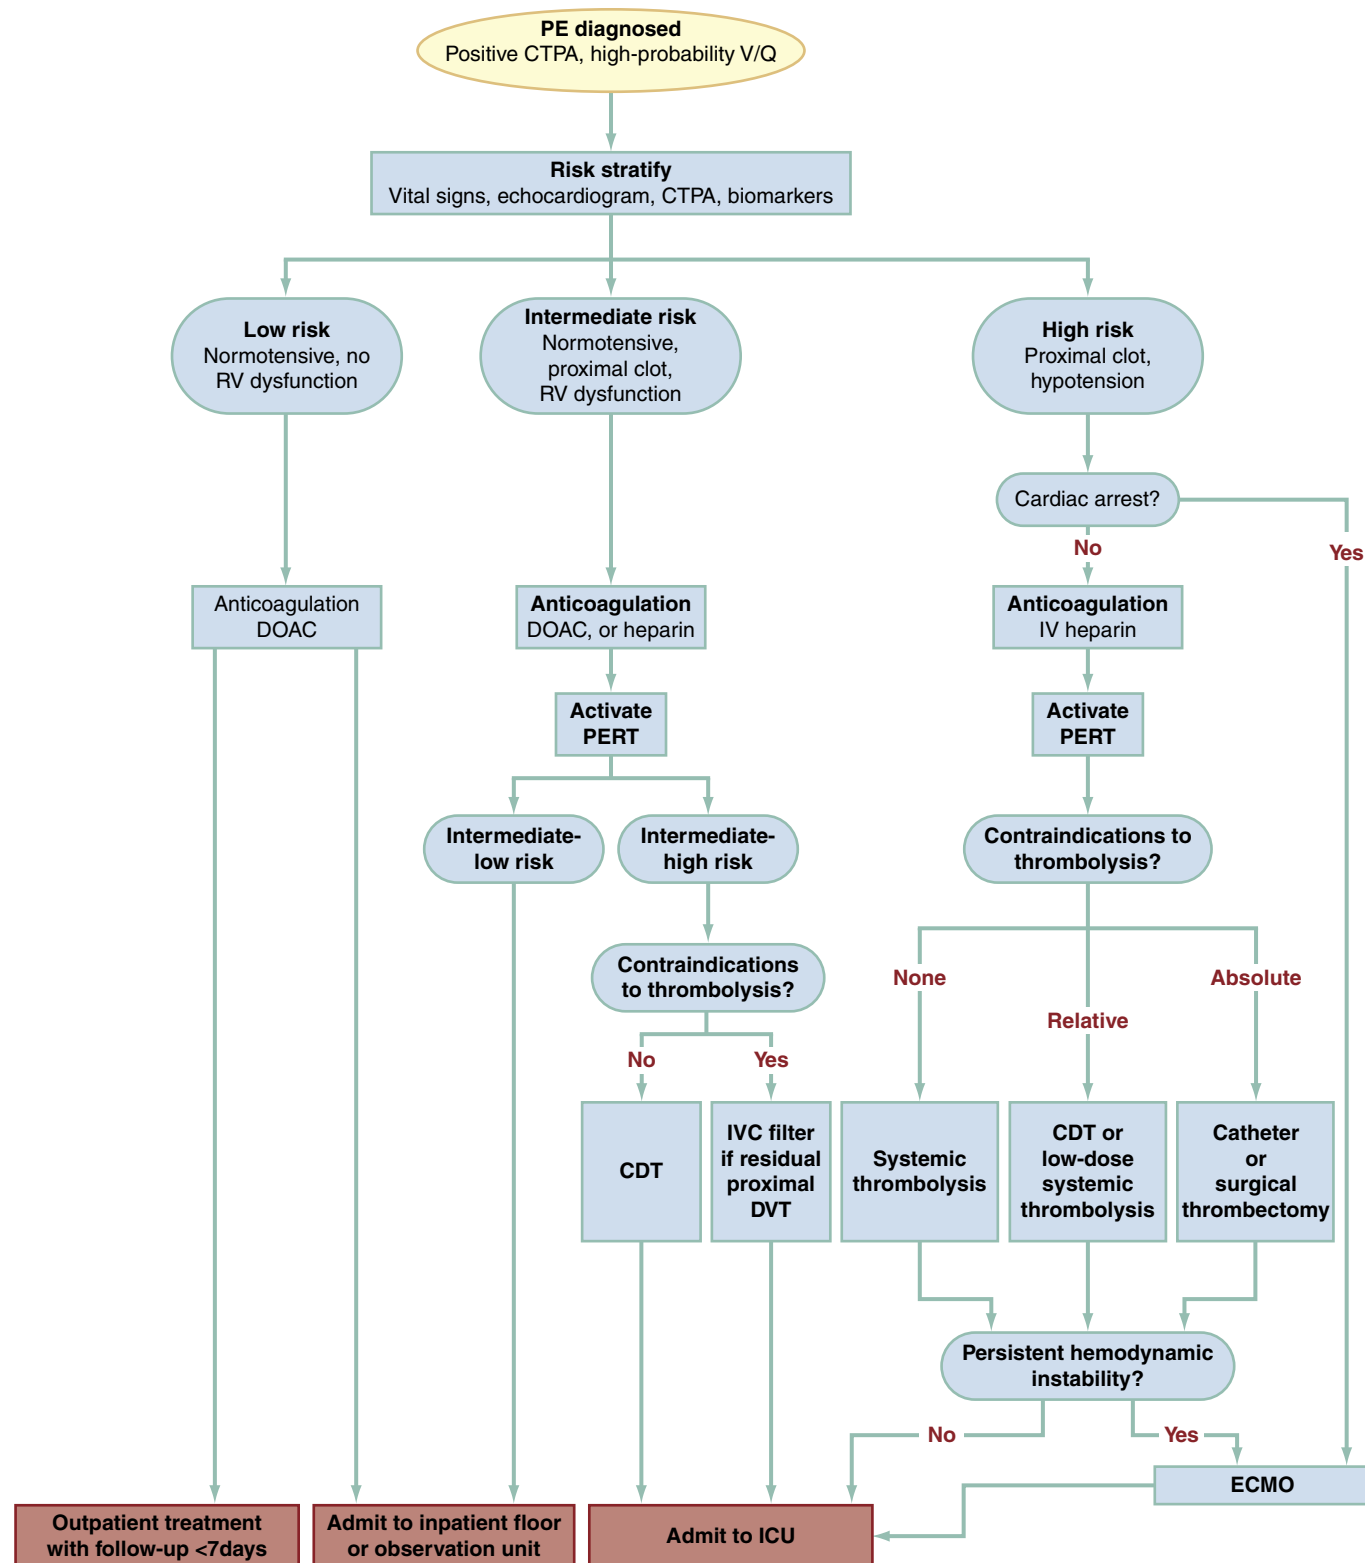 PE diagnosed
Positive CTPA, high-probability V/Q
Risk stratify
Vital signs, echocardiogram, CTPA, biomarkers
Low risk
Normotensive, no
RV dysfunction
Intermediate risk
Normotensive,
proximal clot,
RV dysfunction
High risk
Proximal clot,
hypotension
Cardiac arrest?
No
Yes
Anticoagulation
DOAC
Anticoagulation
DOAC, or heparin
Anticoagulation
IV heparin
Activate
PERT
Activate
PERT
Intermediate-
low risk
Intermediate-
high risk
Contraindications to
thrombolysis?
Contraindications
to thrombolysis?
None
Relative
Absolute
No
Yes
CDT
IVC filter
if residual
proximal
DVT
Systemic
thrombolysis
CDT or
low-dose
systemic
thrombolysis
Catheter
or
surgical
thrombectomy
Persistent hemodynamic
instability?
No
Yes
ECMO
Outpatient treatment
with follow-up <7days
Admit to inpatient floor
or observation unit
Admit to ICU